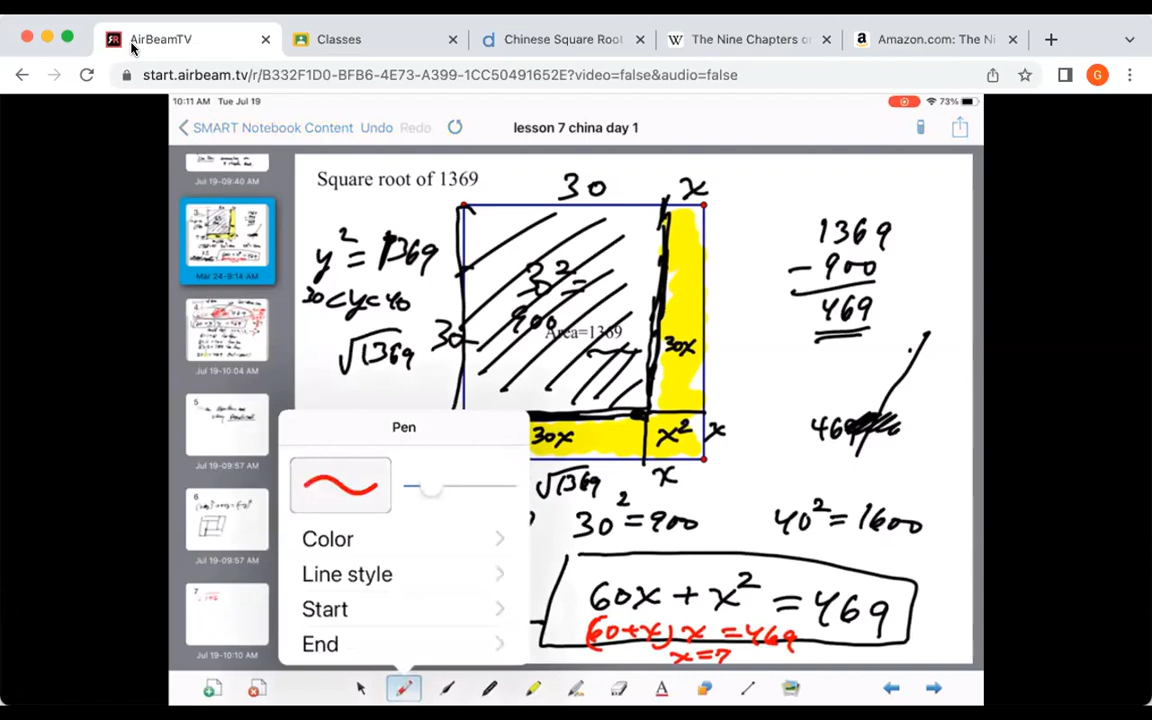 AirBeamTV
Classes
Chinese Square Root
The Nine Chapters on
Amazon.com: The Ni
start.airbeam.tv/r/B332F1D0-BFB6-4E73-A399-1CC50491652E?video=false&audio=false
G
10:11 AM Tue Jul 19
73%
SMART Notebook Content
Undo
Redo
lesson 7 china day 1
Jul 19-09:40 AM
Mar 24-9:14 AM
Jul 19-10:04 AM
5
Jul 19-09:57 AM
6
Jul 19-09:57 AM
7
Jul 19-10:10 AM
Square root of 1369
30 x
y² = 1369
30<y<40
√1369
30
30² =
900
Area=1369
30x
30x
x²
x
x
√1369
1369
- 900
469
469
30² = 900
40² = 1600
60x + x² = 469
(60+x) x = 469
x=7
Pen
Color
Line style
Start
End
A